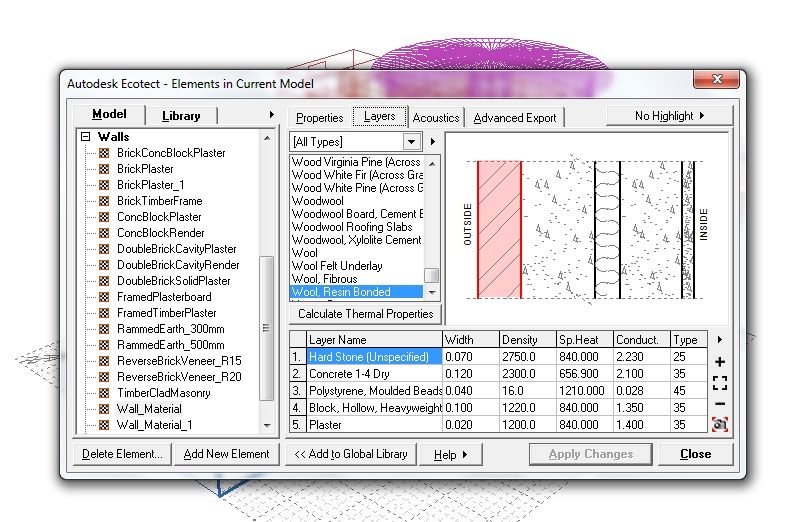 Autodesk Ecotect - Elements in Current Model
Model
Library
Walls
BrickConcBlockPlaster
BrickPlaster
BrickPlaster_1
BrickTimberFrame
ConcBlockPlaster
ConcBlockRender
DoubleBrickCavityPlaster
DoubleBrickCavityRender
DoubleBrickSolidPlaster
FramedPlasterboard
FramedTimberPlaster
RammedEarth_300mm
RammedEarth_500mm
ReverseBrickVeneer_R15
ReverseBrickVeneer_R20
TimberCladMasonry
Wall_Material
Wall_Material_1
Delete Element...
Add New Element
Properties
Layers
Acoustics
Advanced Export
No Highlight
[All Types]
Wood Virginia Pine (Across
Wood White Fir (Across Gra
Wood White Pine (Across G
Woodwool
Woodwool Board, Cement B
Woodwool Roofing Slabs
Woodwool, Xylolite Cement
Wool
Wool Felt Underlay
Wool, Fibrous
Wool, Resin Bonded
Calculate Thermal Properties
OUTSIDE
INSIDE
Layer Name Width Density Sp.Heat Conduct. Type
1. Hard Stone (Unspecified) 0.070 2750.0 840.000 2.230 25
2. Concrete 1-4 Dry 0.120 2300.0 656.900 2.100 35
3. Polystyrene, Moulded Beads 0.040 16.0 1210.000 0.028 45
4. Block, Hollow, Heavyweight 0.100 1220.0 840.000 1.350 35
5. Plaster 0.020 1200.0 840.000 1.400 35
<< Add to Global Library
Help
Apply Changes
Close